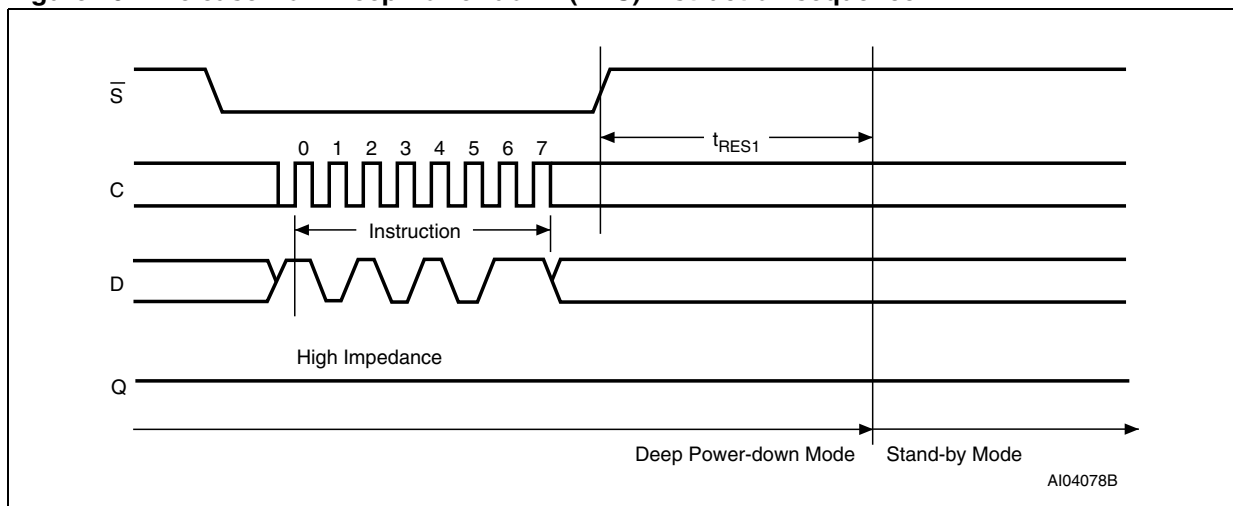 S
0 1 2 3 4 5 6 7
tRES1
C
Instruction
D
High Impedance
Q
Deep Power-down Mode Stand-by Mode
AI04078B